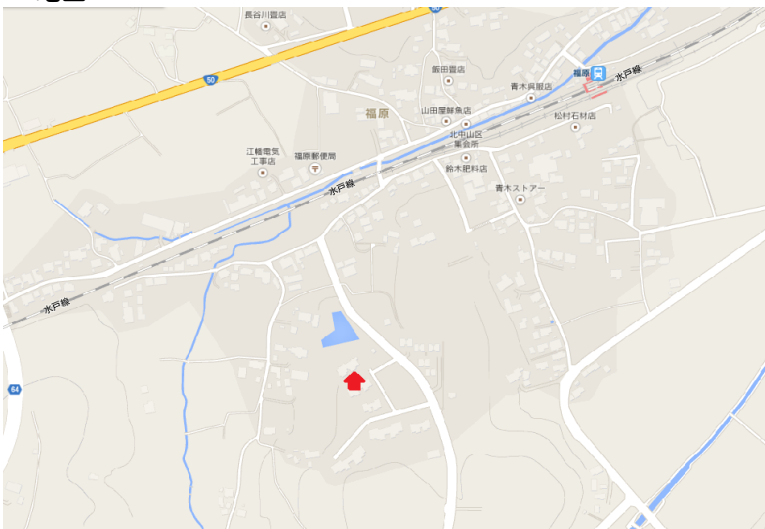 長谷川畳店
50
飯田畳店
福原
水戸線
青木呉服店
福原
山田屋鮮魚店
松村石材店
北中山区
集会所
江幡電気
工事店
福原郵便局
鈴木肥料店
水戸線
青木ストアー
水戸線
64